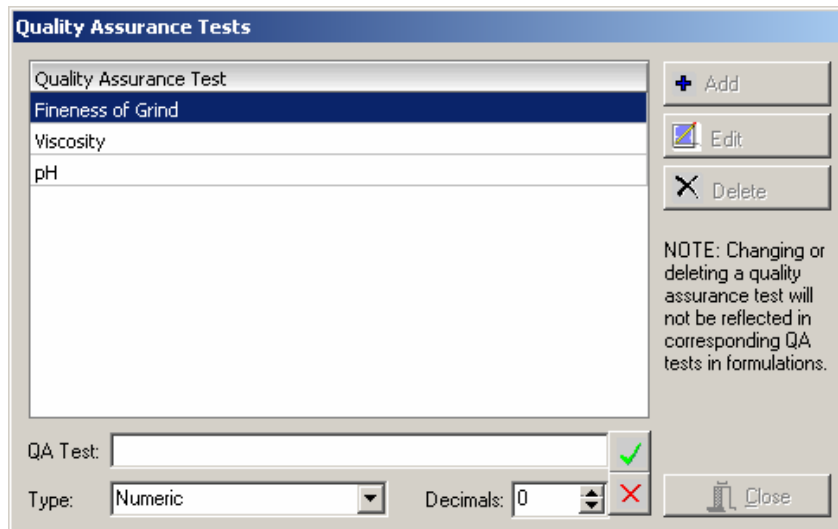 Quality Assurance Tests
Quality Assurance Test
Fineness of Grind
Viscosity
pH
Add
Edit
Delete
NOTE: Changing or
deleting a quality
assurance test will
not be reflected in
corresponding QA
tests in formulations.
QA Test:
Type: Numeric Decimals: 0
Close